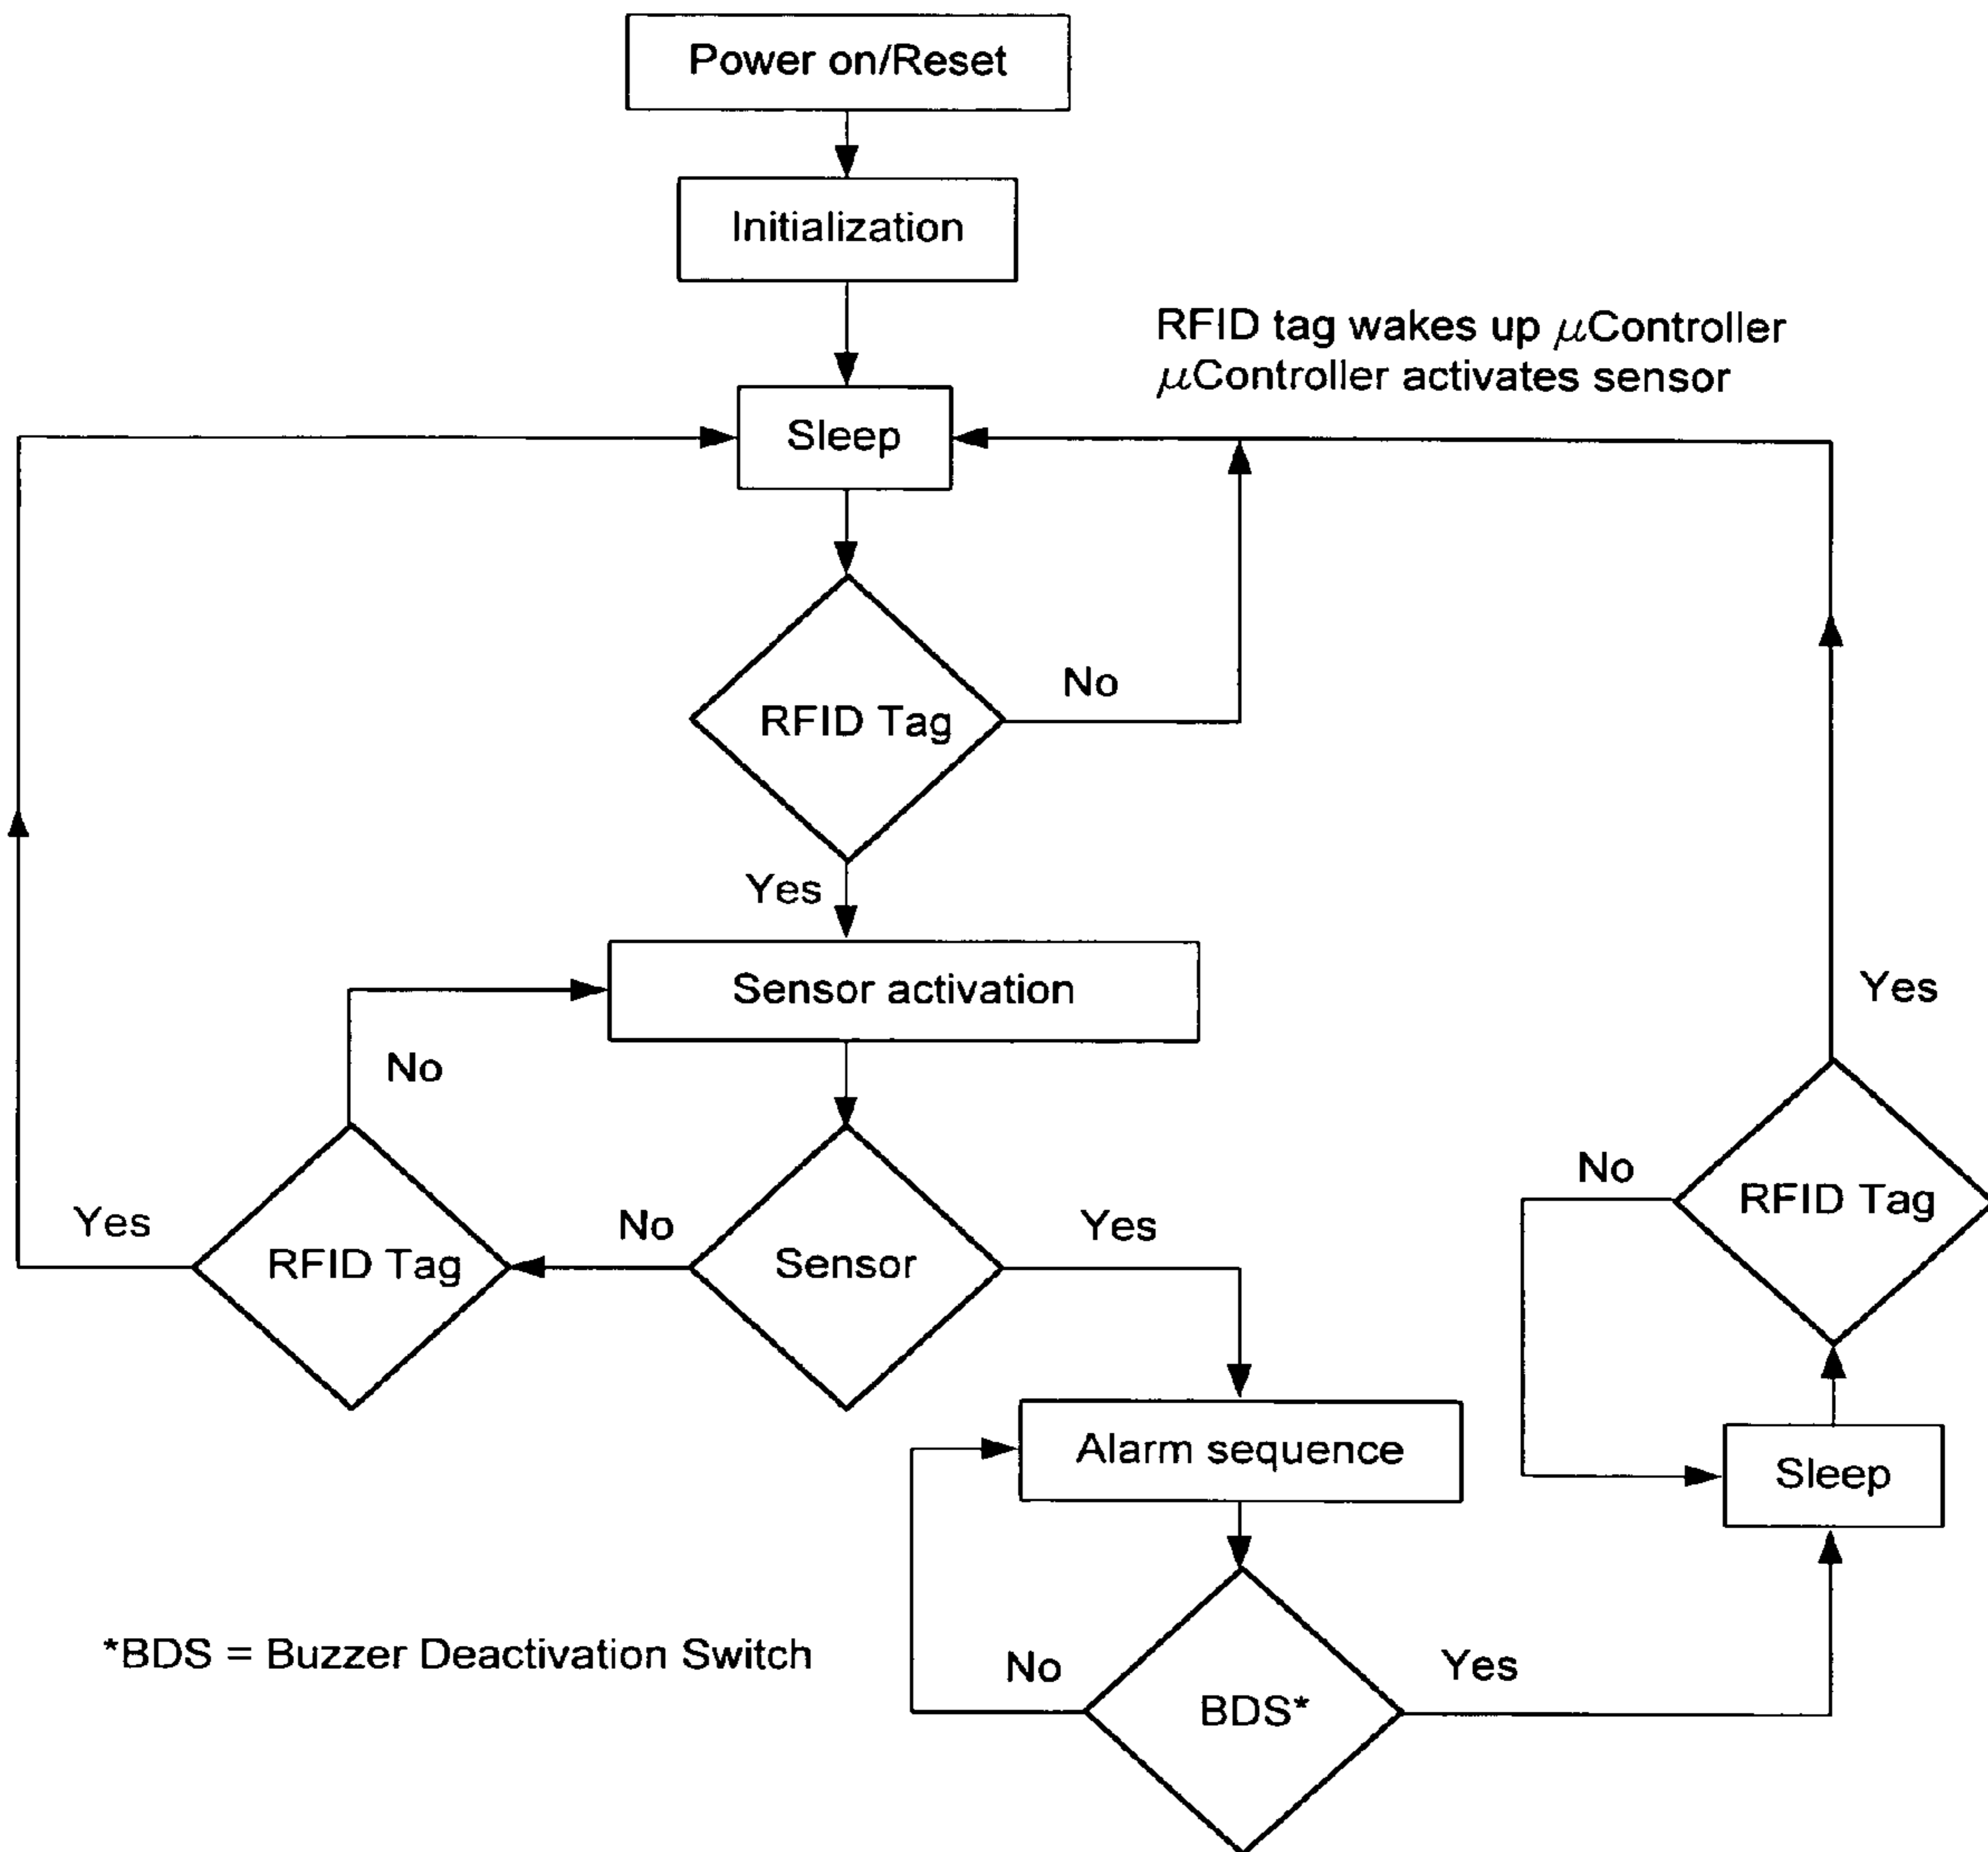 Power on/Reset
Initialization
RFID tag wakes up μController
μController activates sensor
Sleep
No
RFID Tag
Yes
Sensor activation
Yes
No
No
RFID Tag
Yes
No
Yes
RFID Tag
Sensor
Alarm sequence
Sleep
*BDS = Buzzer Deactivation Switch
No
Yes
BDS*